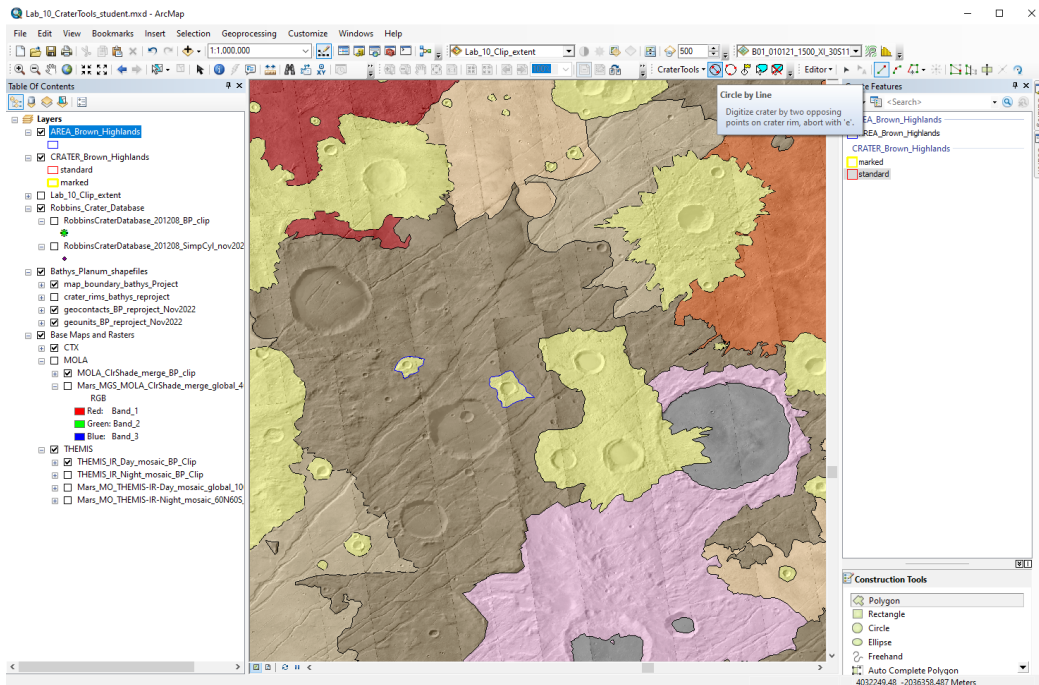 Lab_10_CraterTools_student.mxd - ArcMap
File Edit View Bookmarks Insert Selection Geoprocessing Customize Windows Help
1:1,000,000 Lab_10_Clip_extent 500 B01_010121_1500_XI_30S11
CraterTools Editor
Table Of Contents
Layers
AREA_Brown_Highlands
CRATER_Brown_Highlands
standard
marked
Lab_10_Clip_extent
Robbins_Crater_Database
RobbinsCraterDatabase_201208_BP_clip
RobbinsCraterDatabase_201208_SimpCyl_nov202
Bathys_Planum_shapefiles
map_boundary_bathys_Project
crater_rims_bathys_reproject
geocontacts_BP_reproject_Nov2022
geounits_BP_reproject_Nov2022
Base Maps and Rasters
CTX
MOLA
MOLA_ClrShade_merge_BP_clip
Mars_MGS_MOLA_ClrShade_merge_global_4
RGB
Red: Band_1
Green: Band_2
Blue: Band_3
THEMIS
THEMIS_IR_Day_mosaic_BP_Clip
THEMIS_IR_Night_mosaic_BP_Clip
Mars_MO_THEMIS-IR-Day_mosaic_global_10
Mars_MO_THEMIS-IR-Night_mosaic_60N60S_
Circle by Line
Digitize crater by two opposing
points on crater rim, abort with 'e'.
Features
<Search>
EA_Brown_Highlands
AREA_Brown_Highlands
CRATER_Brown_Highlands
marked
standard
Construction Tools
Polygon
Rectangle
Circle
Ellipse
Freehand
Auto Complete Polygon
4032249.48 -2036358.487 Meters